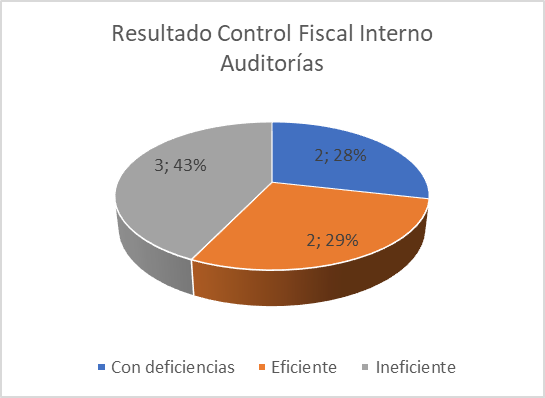 Resultado Control Fiscal Interno
Auditorías
2; 28%
3; 43%
2; 29%
Con deficiencias Eficiente Ineficiente